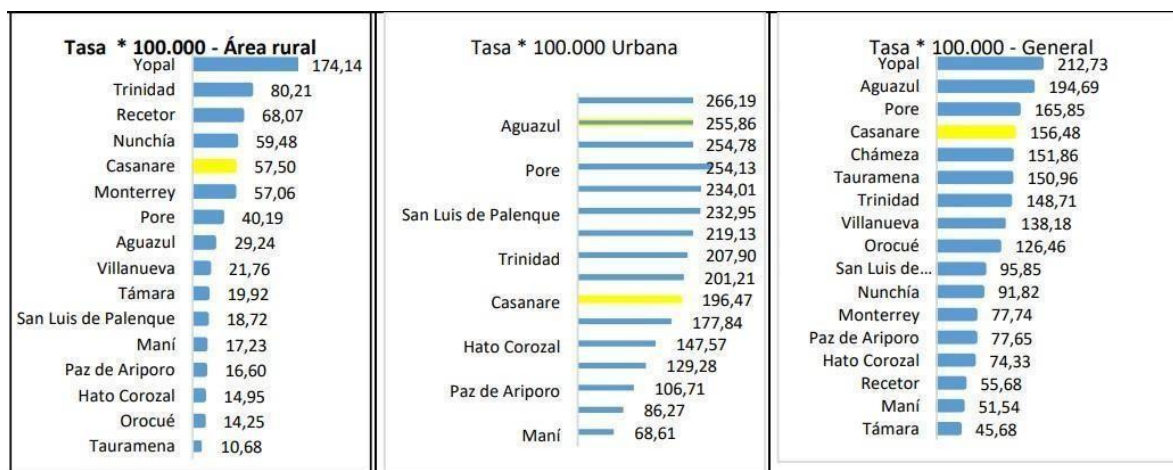 Tasa * 100.000 - Área rural
Yopal 174,14
Trinidad 80,21
Recetor 68,07
Nunchía 59,48
Casanare 57,50
Monterrey 57,06
Pore 40,19
Aguazul 29,24
Villanueva 21,76
Támara 19,92
San Luis de Palenque 18,72
Maní 17,23
Paz de Ariporo 16,60
Hato Corozal 14,95
Orocué 14,25
Tauramena 10,68
Tasa * 100.000 Urbana
266,19
Aguazul 255,86
254,78
Pore 254,13
234,01
San Luis de Palenque 232,95
219,13
Trinidad 207,90
201,21
Casanare 196,47
177,84
Hato Corozal 147,57
129,28
Paz de Ariporo 106,71
86,27
Maní 68,61
Tasa * 100.000 - General
Yopal 212,73
Aguazul 194,69
Pore 165,85
Casanare 156,48
Chámeza 151,86
Tauramena 150,96
Trinidad 148,71
Villanueva 138,18
Orocué 126,46
San Luis de... 95,85
Nunchía 91,82
Monterrey 77,74
Paz de Ariporo 77,65
Hato Corozal 74,33
Recetor 55,68
Maní 51,54
Támara 45,68